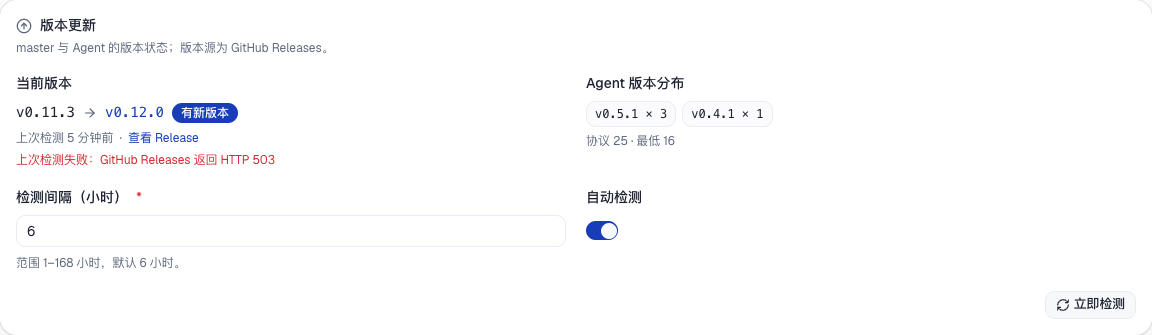 版本更新
master 与 Agent 的版本状态；版本源为 GitHub Releases。
当前版本
v0.11.3 → v0.12.0 有新版本
上次检测 5 分钟前 · 查看 Release
上次检测失败：GitHub Releases 返回 HTTP 503
Agent 版本分布
v0.5.1 × 3 v0.4.1 × 1
协议 25 · 最低 16
检测间隔（小时） *
6
范围 1–168 小时，默认 6 小时。
自动检测
立即检测